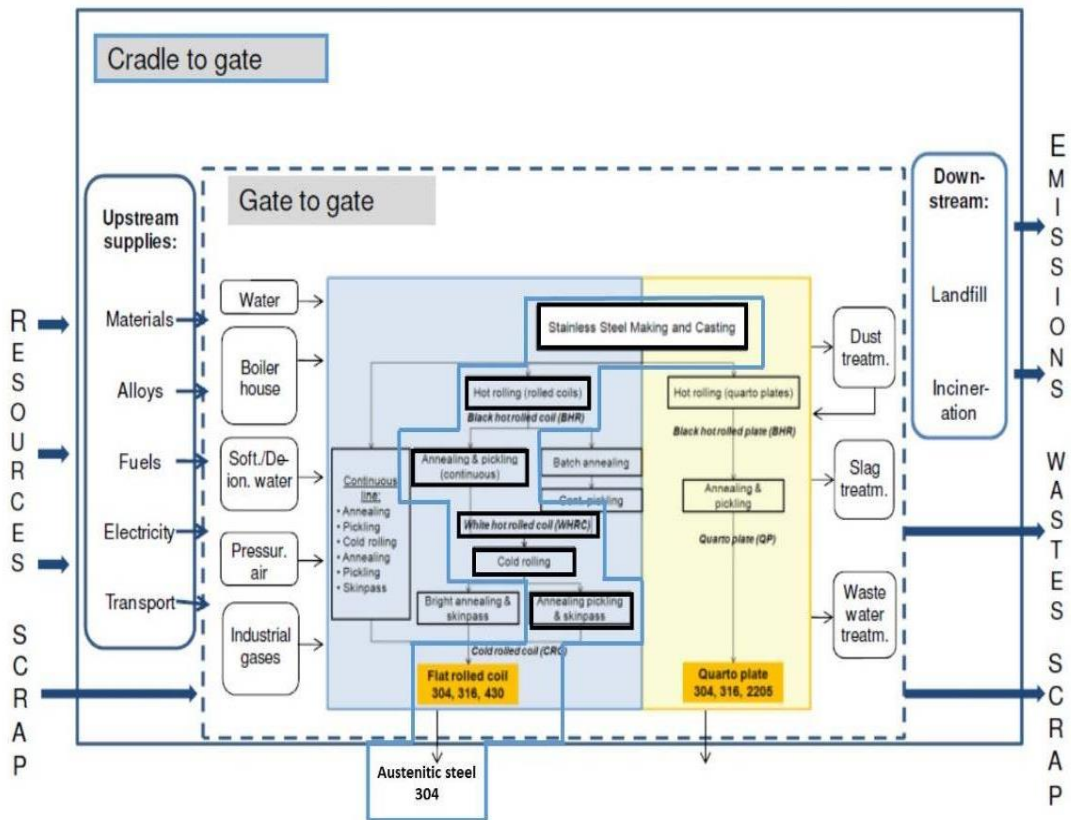 Cradle to gate
RESOURCES
SCRAP
Upstream
supplies:
Materials
Alloys
Fuels
Electricity
Transport
Gate to gate
Water
Boiler
house
Soft./De-
ion. water
Pressur.
air
Industrial
gases
Stainless Steel Making and Casting
Hot rolling (rolled coils)
Black hot rolled coil (BHR)
Annealing & pickling
(continuous)
Batch annealing
Cont. pickling
Continuous
line:
• Annealing
• Pickling
• Cold rolling
• Annealing
• Pickling
• Skinpass
White hot rolled coil (WHRC)
Cold rolling
Bright annealing &
skinpass
Annealing pickling
& skinpass
Cold rolled coil (CRC)
Flat rolled coil
304, 316, 430
Hot rolling (quarto plates)
Black hot rolled plate (BHR)
Annealing &
pickling
Quarto plate (QP)
Quarto plate
304, 316, 2205
Dust
treatm.
Slag
treatm.
Waste
water
treatm.
Down-
stream:
Landfill
Inciner-
ation
EMISSIONS
WASTES
SCRAP
Austenitic steel
304